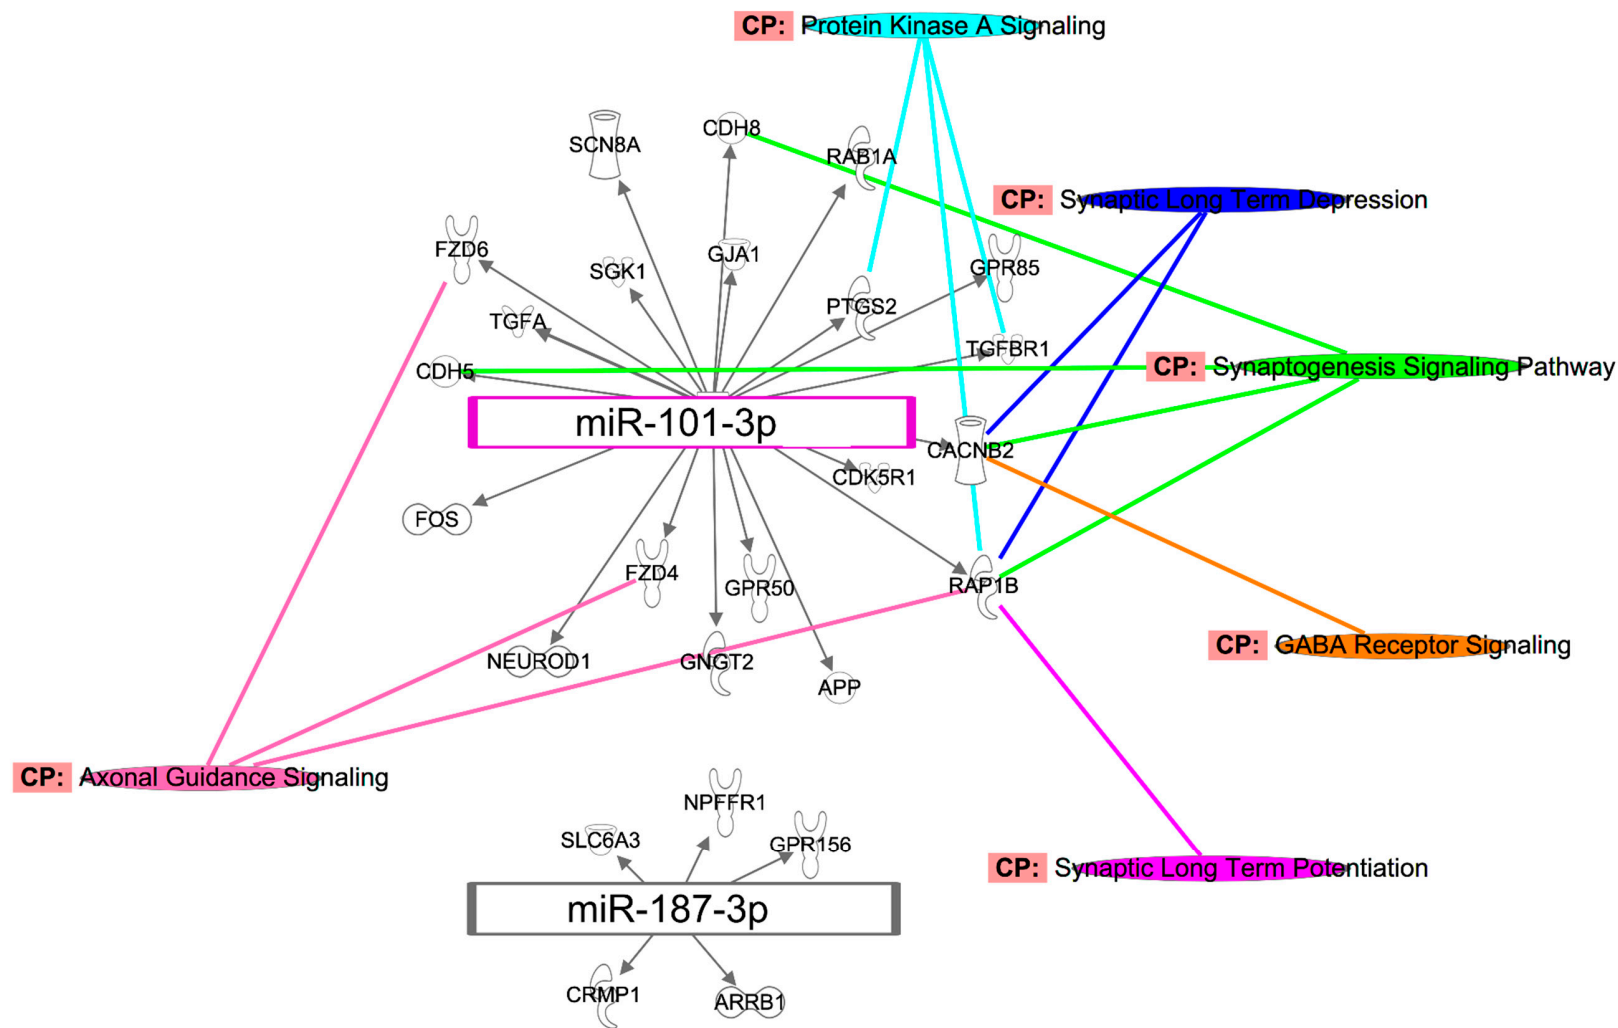 CP: Protein Kinase A Signaling
SCN8A
CDH8
RAB1A
CP: Synaptic Long Term Depression
FZD6
SGK1
GJA1
GPR85
TGFA
PTGS2
TGFBR1
CDH5
CP: Synaptogenesis Signaling Pathway
miR-101-3p
CACNB2
CDK5R1
FOS
FZD4
GPR50
RAP1B
NEUROD1
GNGT2
APP
CP: GABA Receptor Signaling
CP: Axonal Guidance Signaling
NPFFR1
SLC6A3
GPR156
CP: Synaptic Long Term Potentiation
miR-187-3p
CRMP1
ARRB1